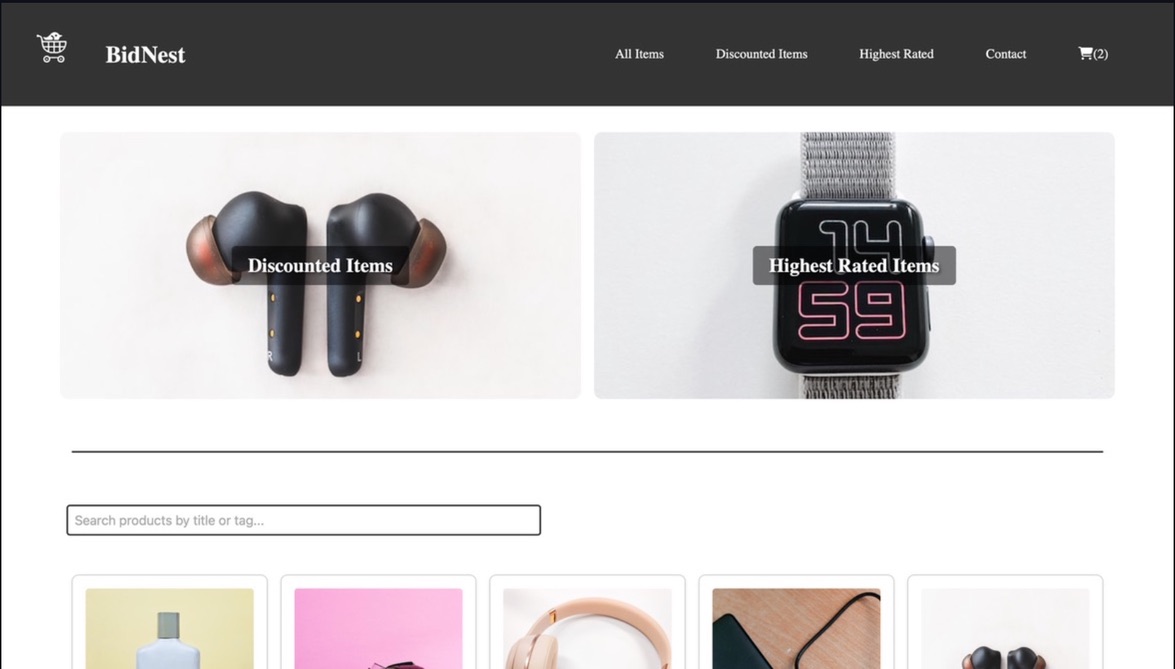 BidNest
All Items
Discounted Items
Highest Rated
Contact
(2)
Discounted Items
Highest Rated Items
14
59
R
L
Search products by title or tag...